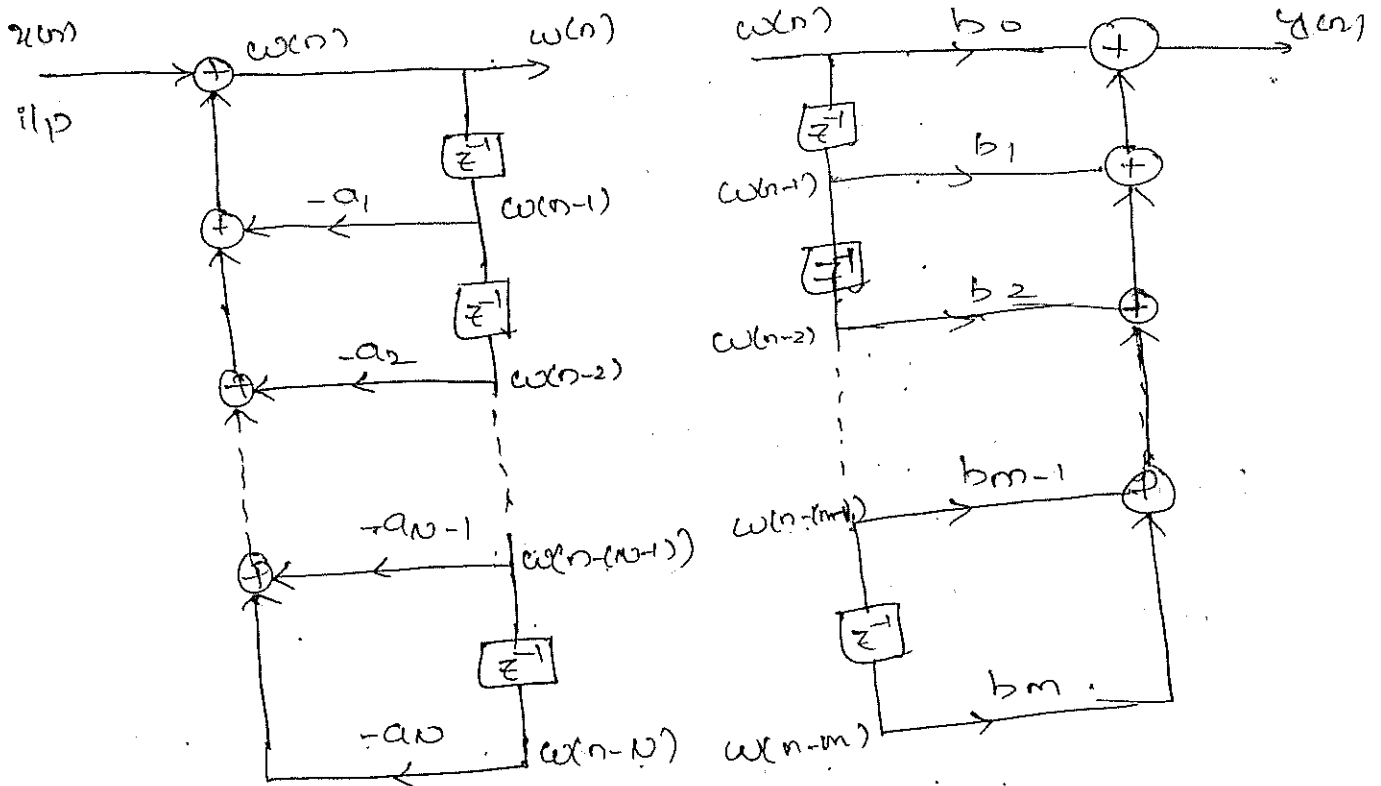 x(n)
i/p
w(n)
w(n)
z⁻¹
-a₁
w(n-1)
z⁻¹
-a₂
w(n-2)
-aN-1
w(n-(N-1))
z⁻¹
-aN
w(n-N)
w(n)
b0
y(n)
z⁻¹
b1
w(n-1)
z⁻¹
b2
w(n-2)
bm-1
w(n-(m-1))
z⁻¹
bm
w(n-m)